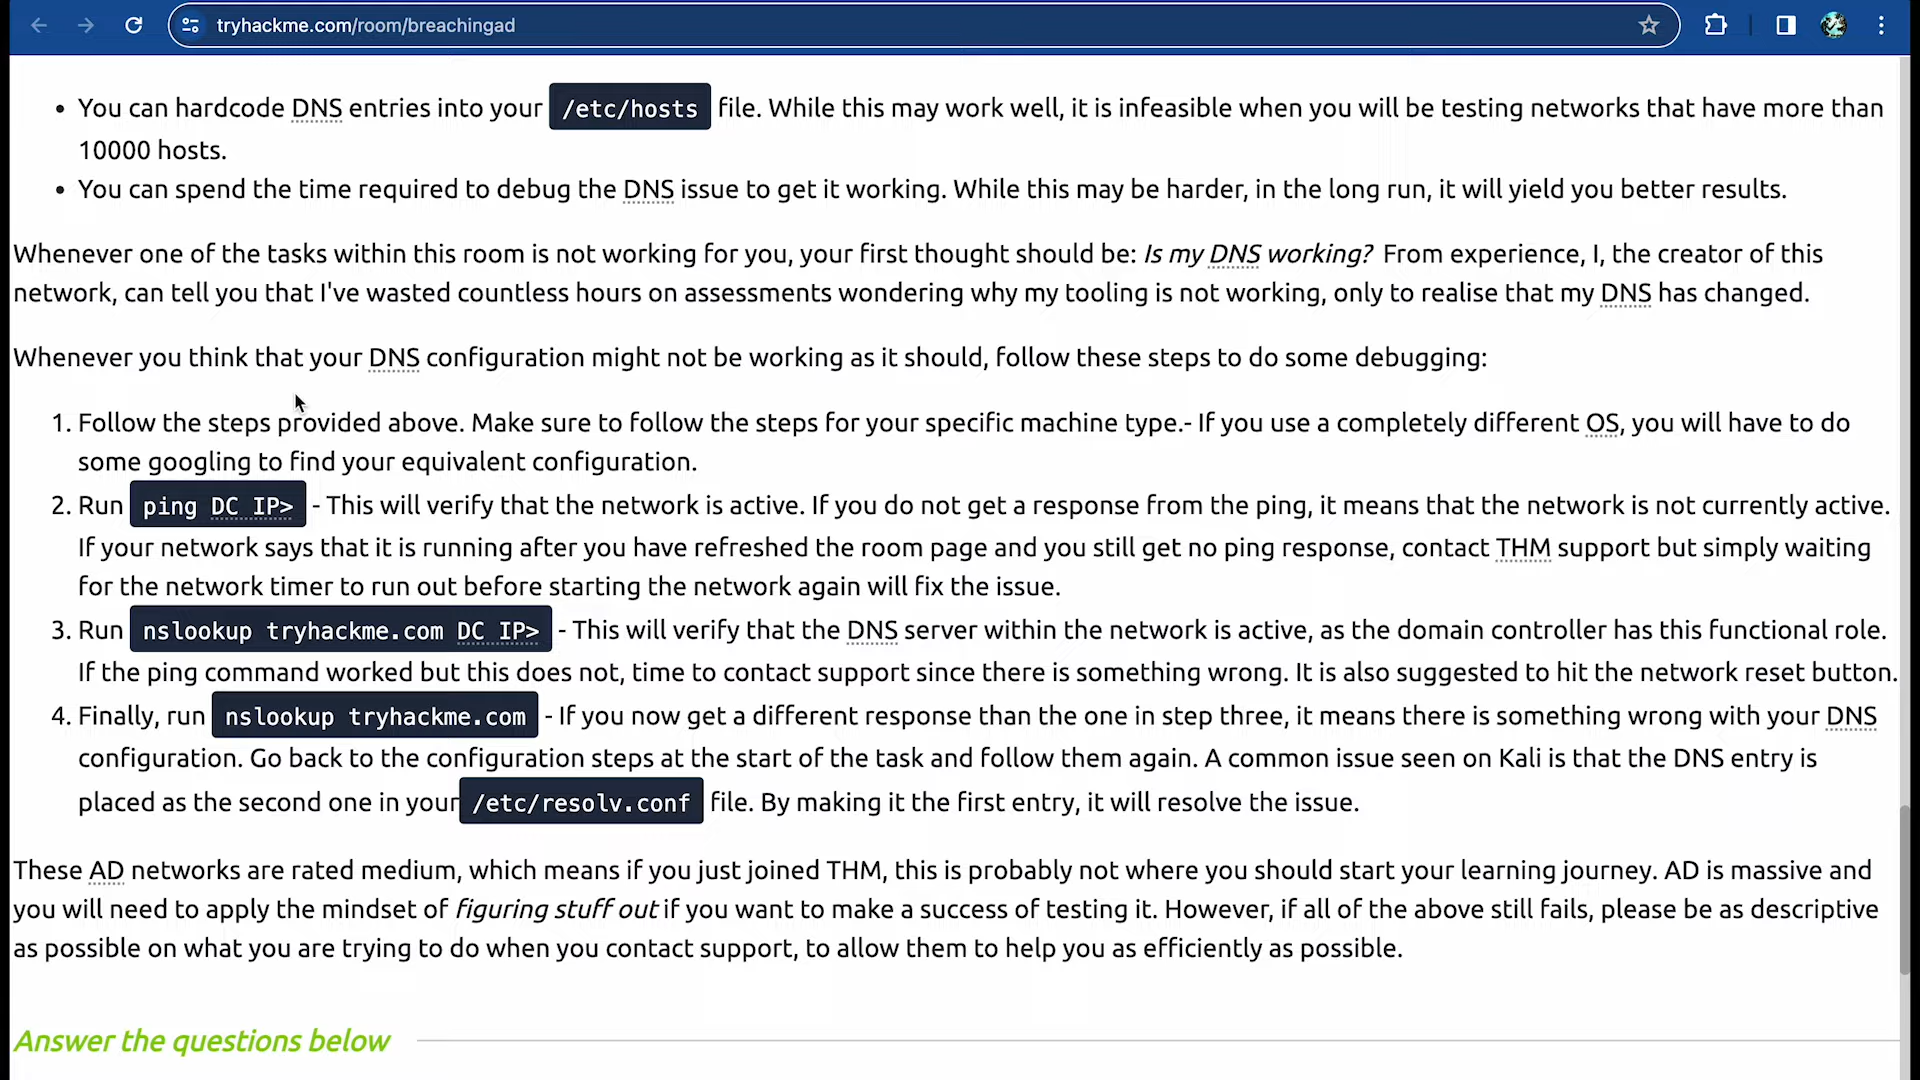 tryhackme.com/room/breachingad
• You can hardcode DNS entries into your /etc/hosts file. While this may work well, it is infeasible when you will be testing networks that have more than
10000 hosts.
• You can spend the time required to debug the DNS issue to get it working. While this may be harder, in the long run, it will yield you better results.
Whenever one of the tasks within this room is not working for you, your first thought should be: Is my DNS working? From experience, I, the creator of this
network, can tell you that I've wasted countless hours on assessments wondering why my tooling is not working, only to realise that my DNS has changed.
Whenever you think that your DNS configuration might not be working as it should, follow these steps to do some debugging:
1. Follow the steps provided above. Make sure to follow the steps for your specific machine type.- If you use a completely different OS, you will have to do
some googling to find your equivalent configuration.
2. Run ping DC IP> - This will verify that the network is active. If you do not get a response from the ping, it means that the network is not currently active.
If your network says that it is running after you have refreshed the room page and you still get no ping response, contact THM support but simply waiting
for the network timer to run out before starting the network again will fix the issue.
3. Run nslookup tryhackme.com DC IP> - This will verify that the DNS server within the network is active, as the domain controller has this functional role.
If the ping command worked but this does not, time to contact support since there is something wrong. It is also suggested to hit the network reset button.
4. Finally, run nslookup tryhackme.com - If you now get a different response than the one in step three, it means there is something wrong with your DNS
configuration. Go back to the configuration steps at the start of the task and follow them again. A common issue seen on Kali is that the DNS entry is
placed as the second one in your /etc/resolv.conf file. By making it the first entry, it will resolve the issue.
These AD networks are rated medium, which means if you just joined THM, this is probably not where you should start your learning journey. AD is massive and
you will need to apply the mindset of figuring stuff out if you want to make a success of testing it. However, if all of the above still fails, please be as descriptive
as possible on what you are trying to do when you contact support, to allow them to help you as efficiently as possible.
Answer the questions below